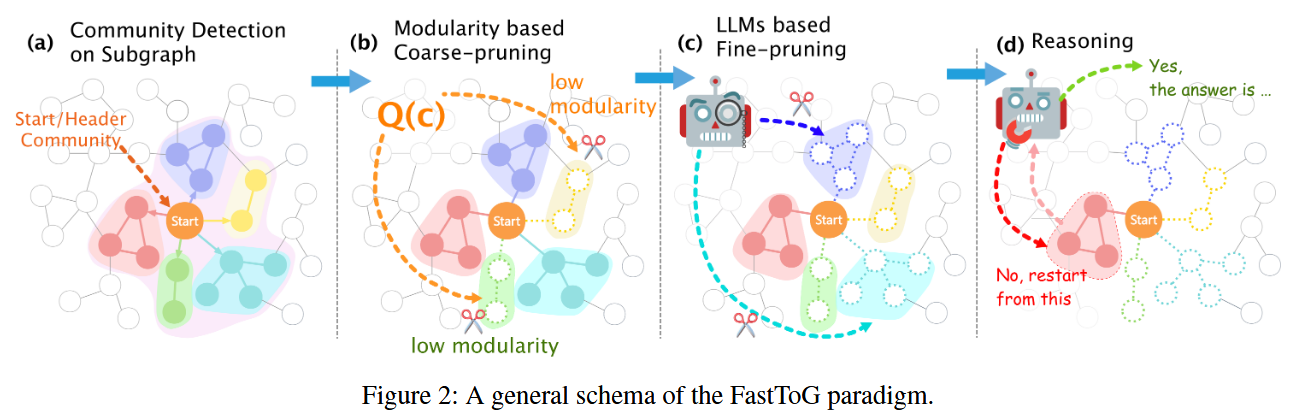 (a) Community Detection
on Subgraph
Start/Header
Community
Start
(b) Modularity based
Coarse-pruning
Q(c)
low
modularity
Start
low modularity
(c) LLMs based
Fine-pruning
Start
(d) Reasoning
Yes,
the answer is ...
Start
No, restart
from this
Figure 2: A general schema of the FastToG paradigm.